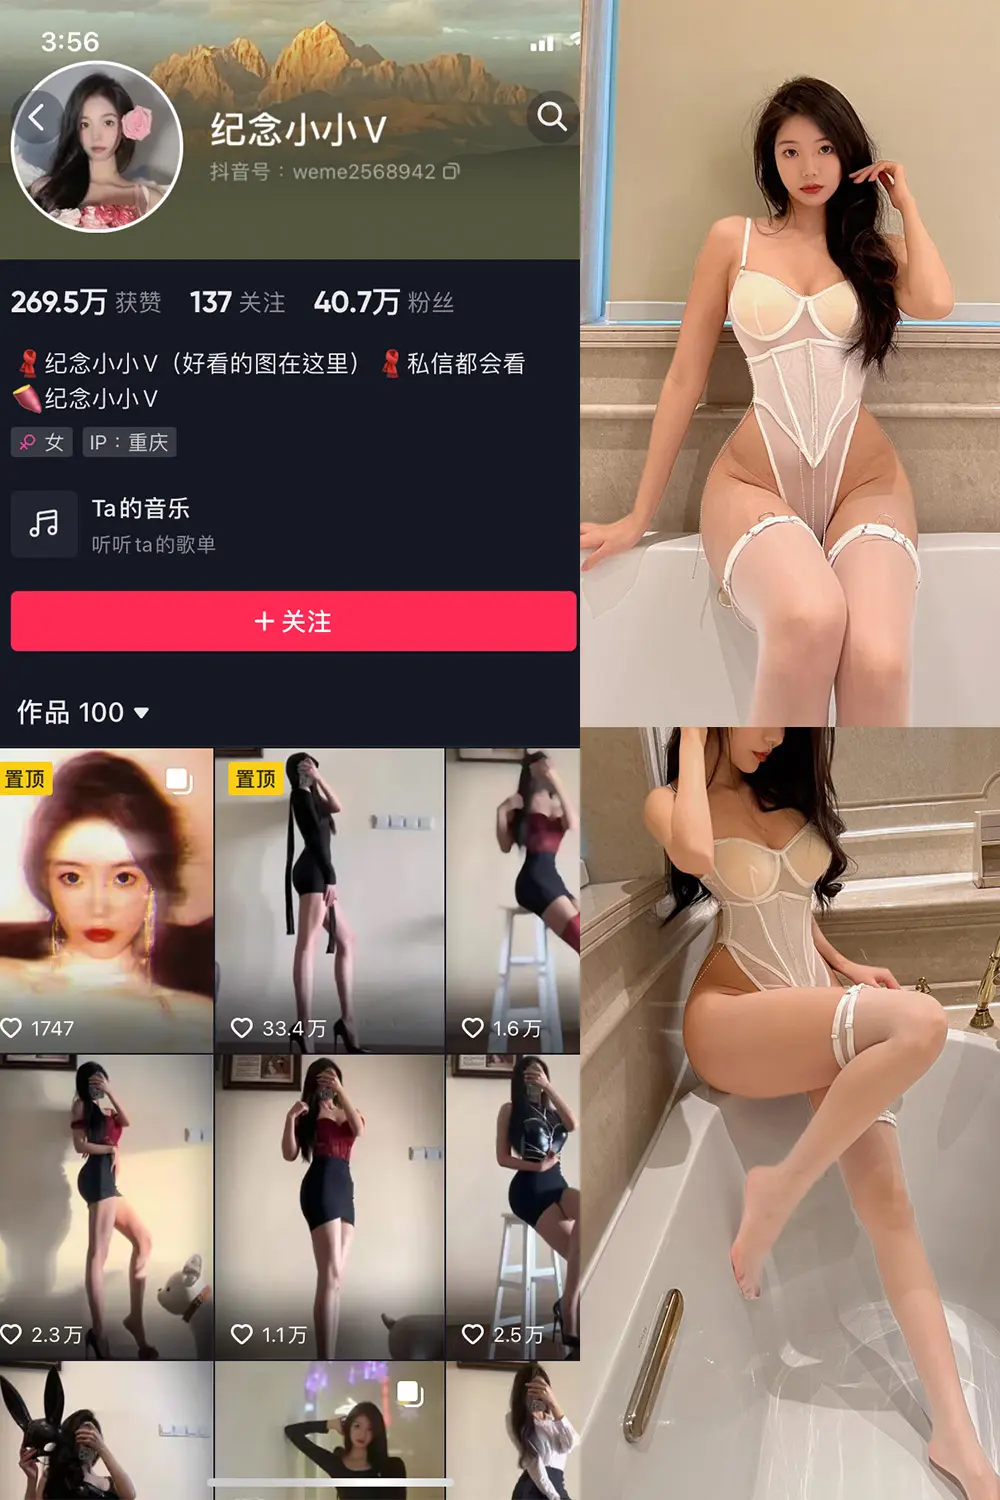 3:56
纪念小小V
抖音号：weme2568942
269.5万 获赞 137 关注 40.7万 粉丝
纪念小小V（好看的图在这里） 私信都会看
纪念小小V
女 IP：重庆
Ta的音乐
听听ta的歌单
+ 关注
作品 100
置顶 置顶
1747 33.4万 1.6万
2.3万 1.1万 2.5万